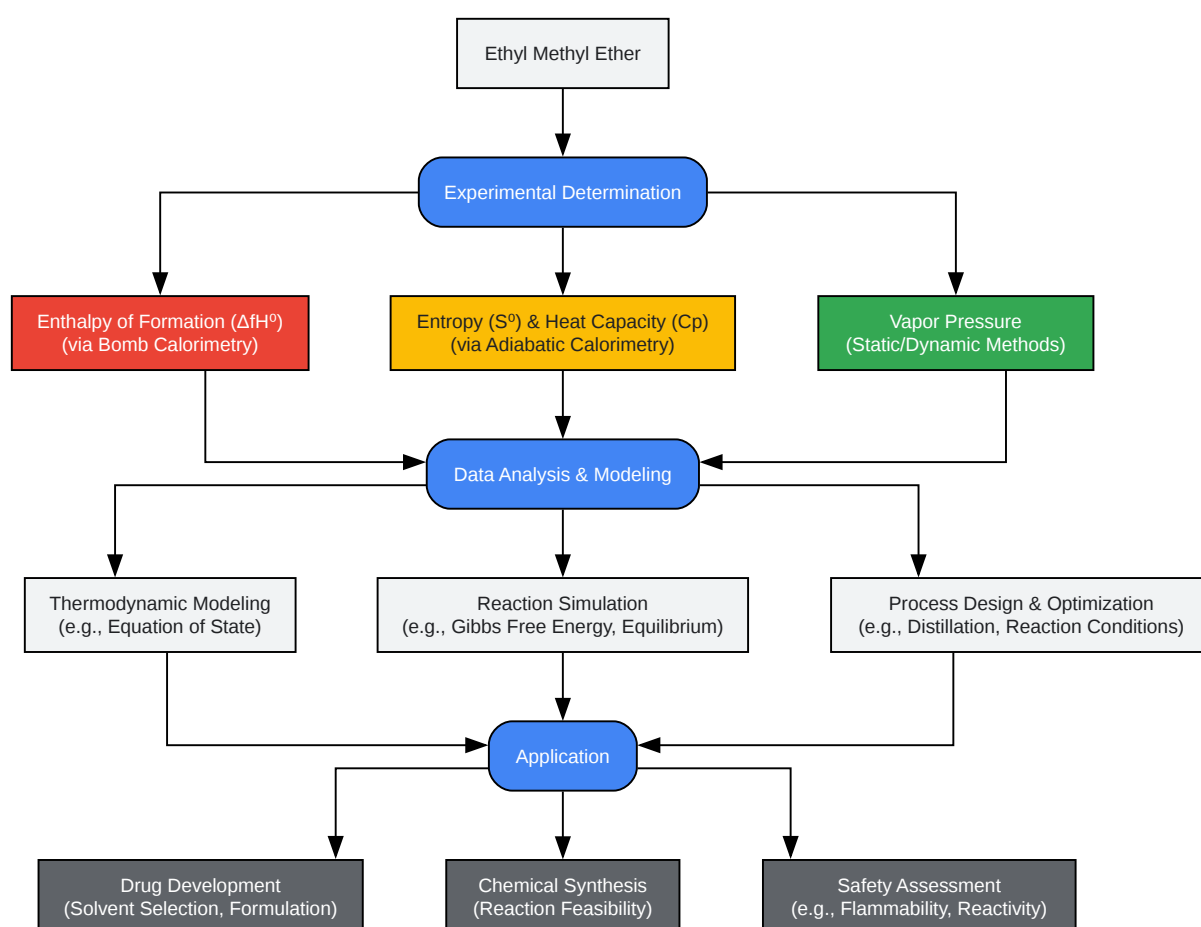 Ethyl Methyl Ether
Experimental Determination
Enthalpy of Formation (ΔfHº)
(via Bomb Calorimetry)
Entropy (Sº) & Heat Capacity (Cp)
(via Adiabatic Calorimetry)
Vapor Pressure
(Static/Dynamic Methods)
Data Analysis & Modeling
Thermodynamic Modeling
(e.g., Equation of State)
Reaction Simulation
(e.g., Gibbs Free Energy, Equilibrium)
Process Design & Optimization
(e.g., Distillation, Reaction Conditions)
Application
Drug Development
(Solvent Selection, Formulation)
Chemical Synthesis
(Reaction Feasibility)
Safety Assessment
(e.g., Flammability, Reactivity)